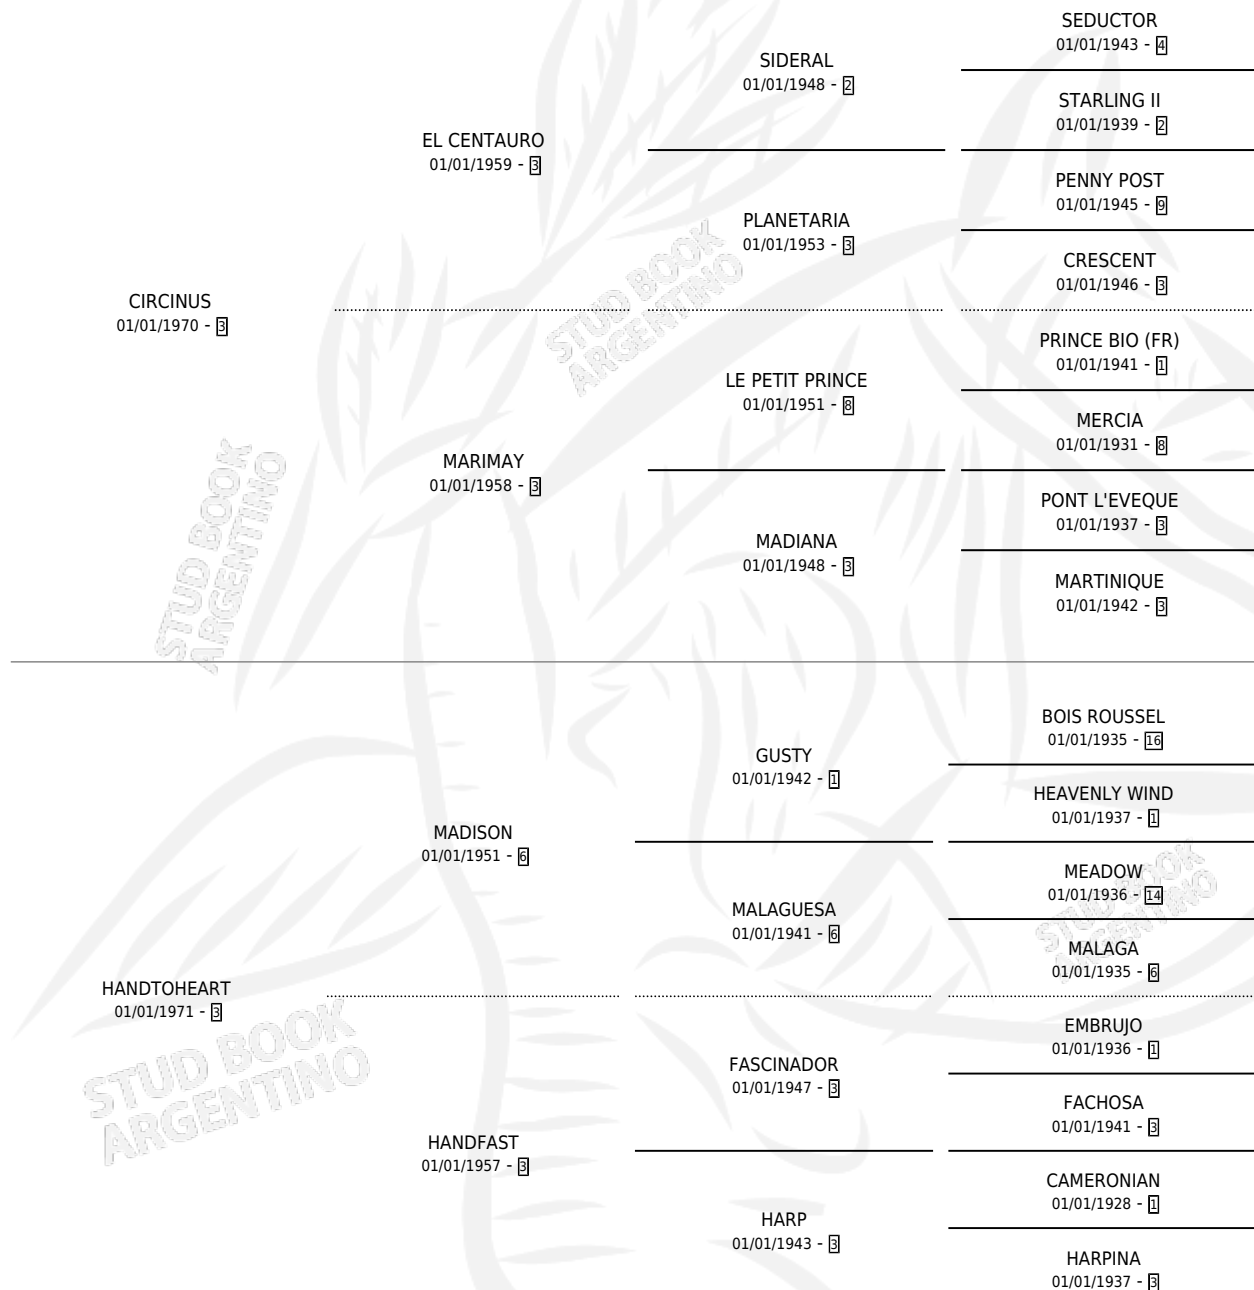 SEDUCTOR
01/01/1943 - 4
SIDERAL
01/01/1948 - 2
STARLING II
01/01/1939 - 2
EL CENTAURO
01/01/1959 - 3
PENNY POST
01/01/1945 - 9
PLANETARIA
01/01/1953 - 3
CRESCENT
01/01/1946 - 3
CIRCINUS
01/01/1970 - 3
PRINCE BIO (FR)
01/01/1941 - 1
LE PETIT PRINCE
01/01/1951 - 8
MERCIA
01/01/1931 - 8
MARIMAY
01/01/1958 - 3
PONT L'EVEQUE
01/01/1937 - 3
MADIANA
01/01/1948 - 3
MARTINIQUE
01/01/1942 - 3
BOIS ROUSSEL
01/01/1935 - 16
GUSTY
01/01/1942 - 1
HEAVENLY WIND
01/01/1937 - 1
MADISON
01/01/1951 - 6
MEADOW
01/01/1936 - 14
MALAGUESA
01/01/1941 - 6
MALAGA
01/01/1935 - 6
HANDTOHEART
01/01/1971 - 3
EMBRUJO
01/01/1936 - 1
FASCINADOR
01/01/1947 - 3
FACHOSA
01/01/1941 - 3
HANDFAST
01/01/1957 - 3
CAMERONIAN
01/01/1928 - 1
HARP
01/01/1943 - 3
HARPINA
01/01/1937 - 3
STUD BOOK
ARGENTINO
STUD BOOK
ARGENTINO
STUD BOOK
ARGENTINO
STUD BOOK
ARGENTINO